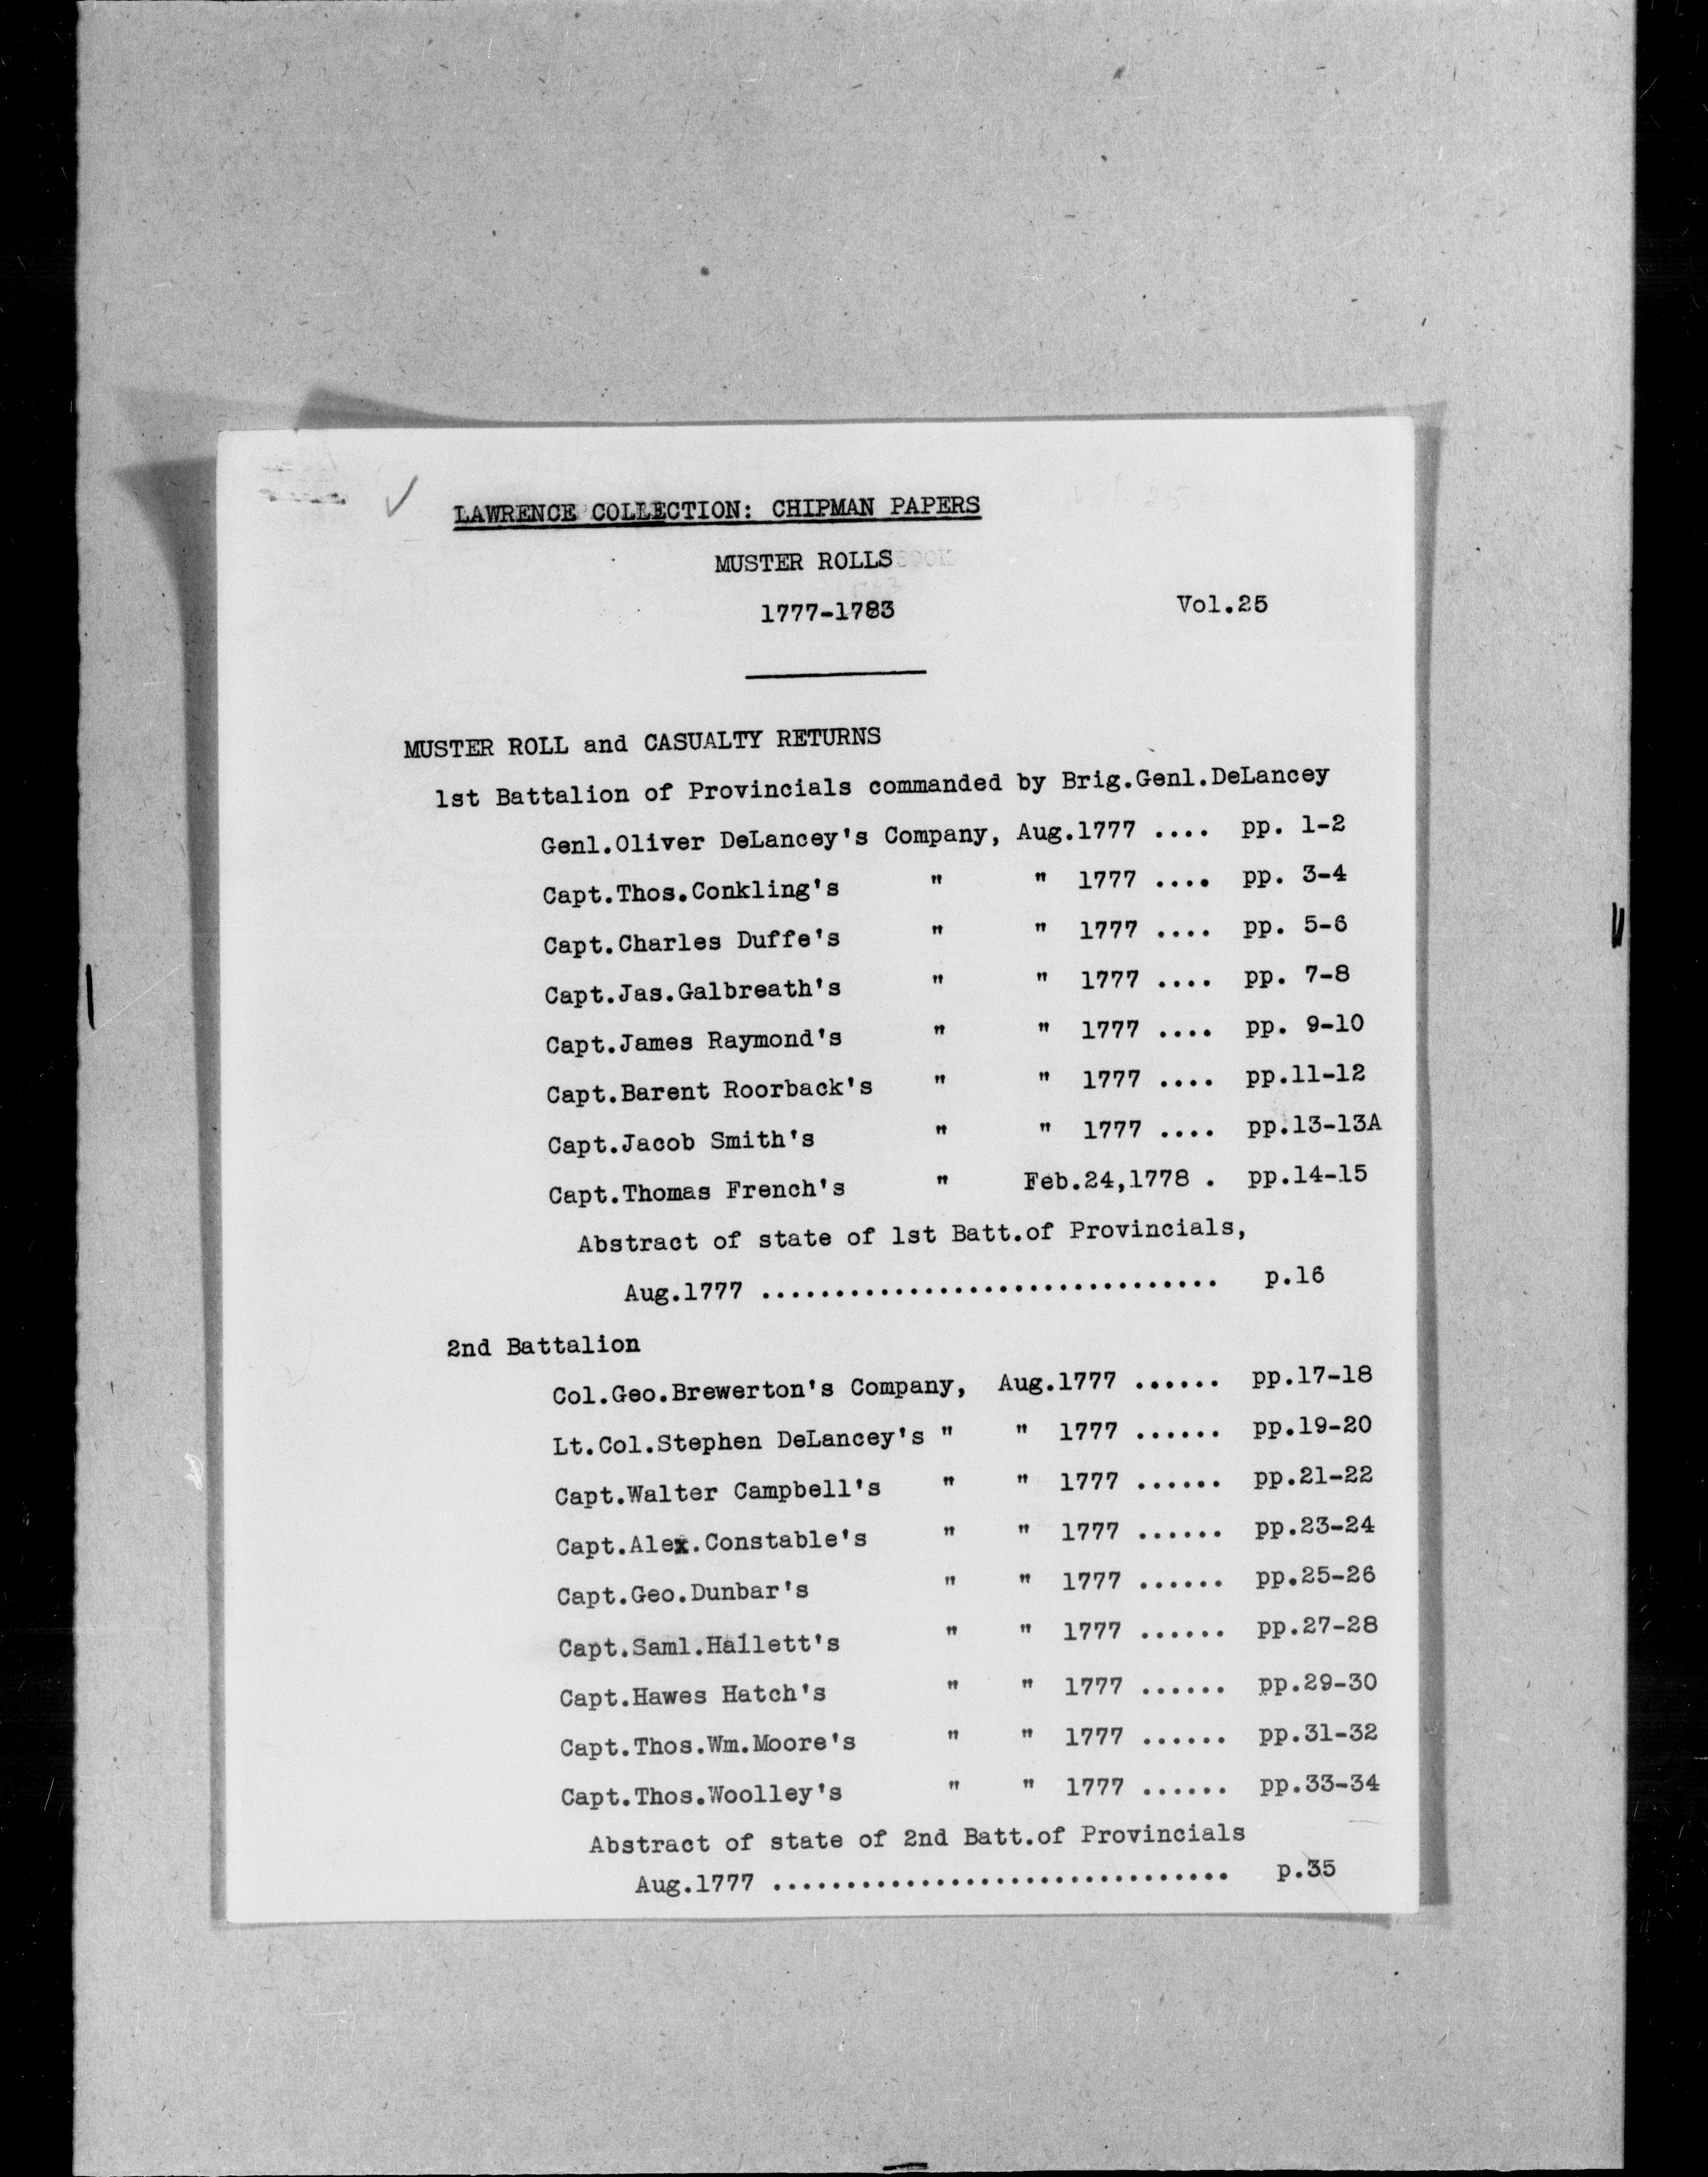 LAWRENCE COLLECTION: CHIPMAN PAPERS
MUSTER ROLLS
1777-1783 Vol.25
MUSTER ROLL and CASUALTY RETURNS
1st Battalion of Provincials commanded by Brig.Genl.DeLancey
Genl.Oliver DeLancey's Company, Aug.1777 .... pp. 1-2
Capt.Thos.Conkling's " " 1777 .... pp. 3-4
Capt.Charles Duffe's " " 1777 .... pp. 5-6
Capt.Jas.Galbreath's " " 1777 .... pp. 7-8
Capt.James Raymond's " " 1777 .... pp. 9-10
Capt.Barent Roorback's " " 1777 .... pp.11-12
Capt.Jacob Smith's " " 1777 .... pp.13-13A
Capt.Thomas French's " Feb.24,1778 . pp.14-15
Abstract of state of 1st Batt.of Provincials,
Aug.1777 ............................... p.16
2nd Battalion
Col.Geo.Brewerton's Company, Aug.1777 ...... pp.17-18
Lt.Col.Stephen DeLancey's " " 1777 ...... pp.19-20
Capt.Walter Campbell's " " 1777 ...... pp.21-22
Capt.Alex.Constable's " " 1777 ...... pp.23-24
Capt.Geo.Dunbar's " " 1777 ...... pp.25-26
Capt.Saml.Hallett's " " 1777 ...... pp.27-28
Capt.Hawes Hatch's " " 1777 ...... pp.29-30
Capt.Thos.Wm.Moore's " " 1777 ...... pp.31-32
Capt.Thos.Woolley's " " 1777 ...... pp.33-34
Abstract of state of 2nd Batt.of Provincials
Aug.1777 ............................... p.35